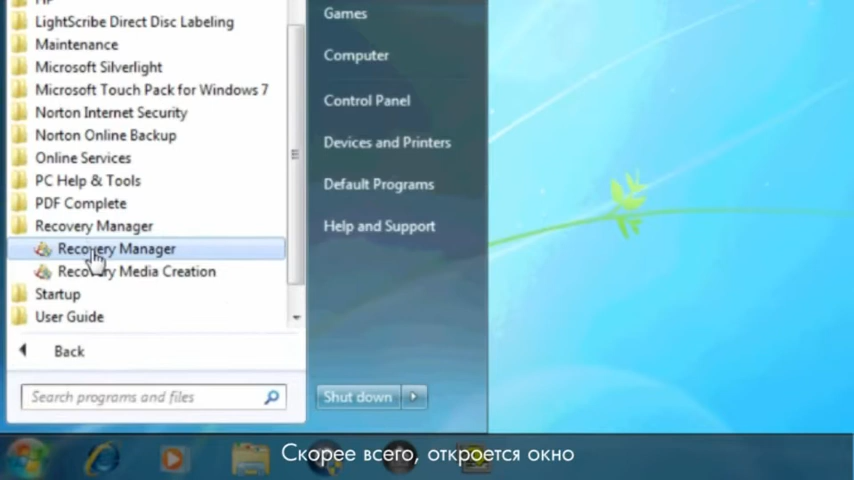 HP
LightScribe Direct Disc Labeling
Maintenance
Microsoft Silverlight
Microsoft Touch Pack for Windows 7
Norton Internet Security
Norton Online Backup
Online Services
PC Help & Tools
PDF Complete
Recovery Manager
Recovery Manager
Recovery Media Creation
Startup
User Guide
Back
Search programs and files
Games
Computer
Control Panel
Devices and Printers
Default Programs
Help and Support
Shut down
Скорее всего, откроется окно